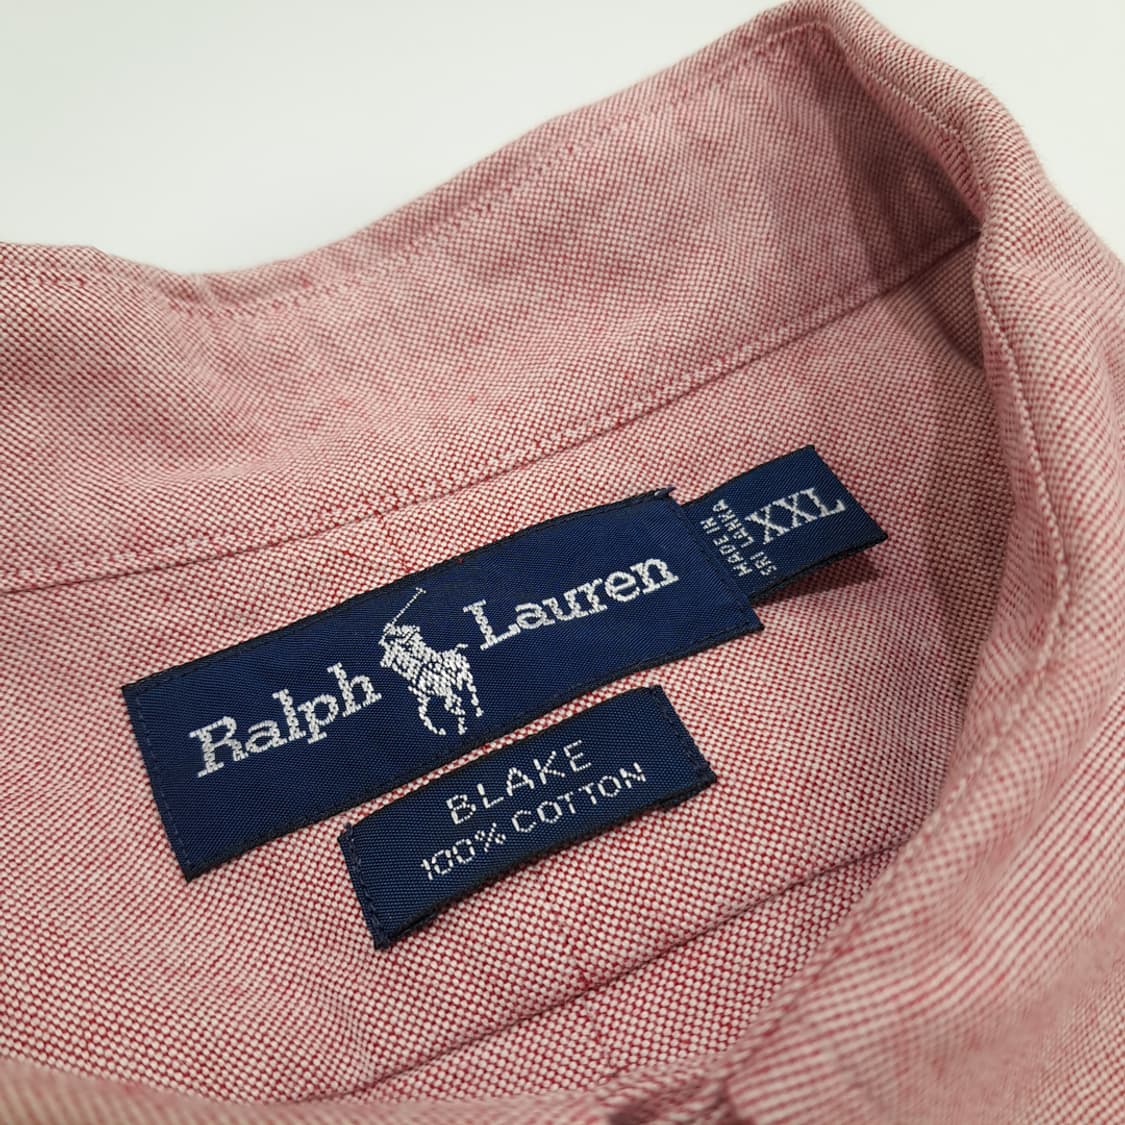 Ralph Lauren
MADE IN
SRI LANKA
XXL
BLAKE
100% COTTON